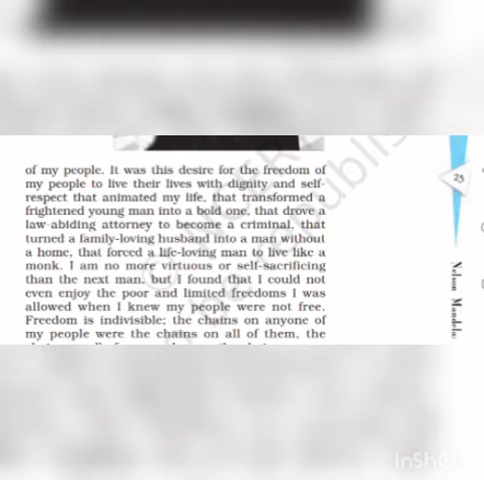 of my people. It was this desire for the freedom of
my people to live their lives with dignity and self-
respect that animated my life, that transformed a
frightened young man into a bold one, that drove a
law-abiding attorney to become a criminal, that
turned a family-loving husband into a man without
a home, that forced a life-loving man to live like a
monk. I am no more virtuous or self-sacrificing
than the next man, but I found that I could not
even enjoy the poor and limited freedoms I was
allowed when I knew my people were not free.
Freedom is indivisible; the chains on anyone of
my people were the chains on all of them, the
23
Nelson Mandela:
InShOt